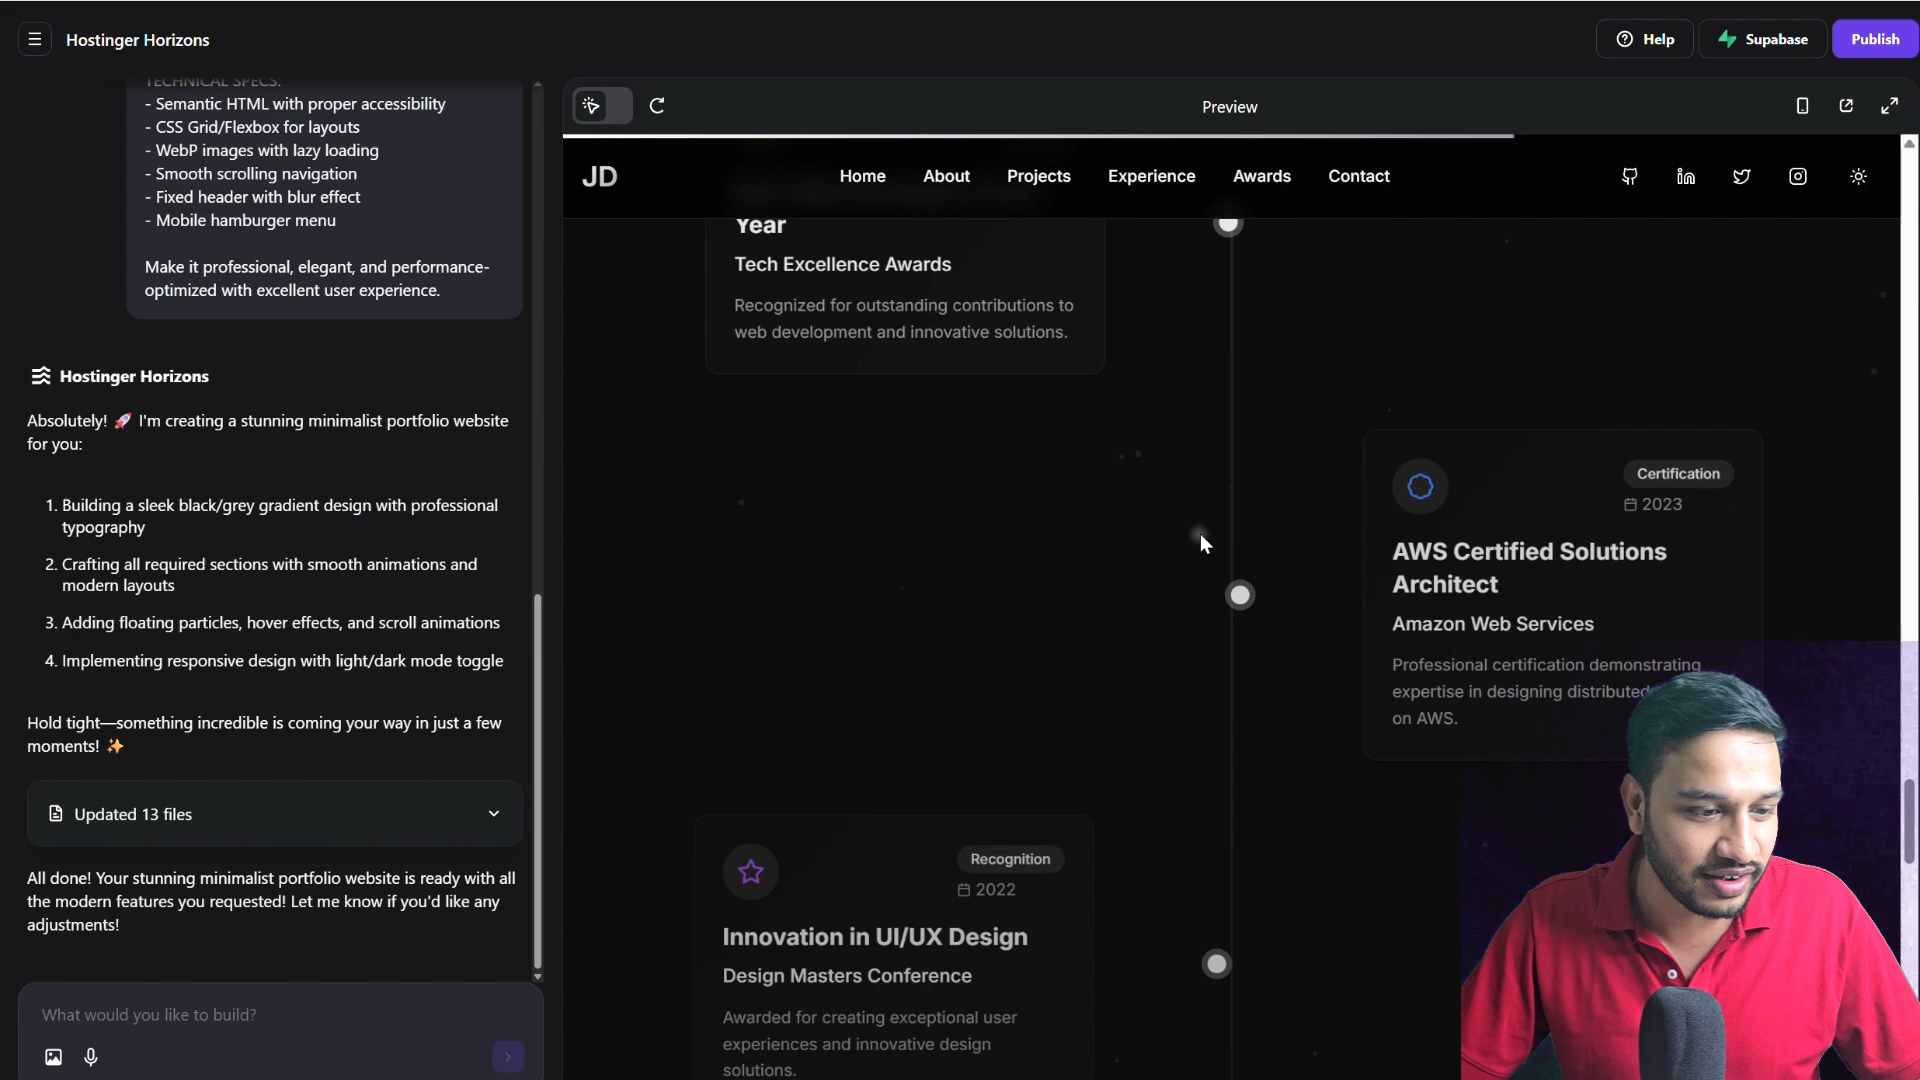 Hostinger Horizons
Help
Supabase
Publish
TECHNICAL SPECS:
- Semantic HTML with proper accessibility
- CSS Grid/Flexbox for layouts
- WebP images with lazy loading
- Smooth scrolling navigation
- Fixed header with blur effect
- Mobile hamburger menu
Make it professional, elegant, and performance-
optimized with excellent user experience.
Hostinger Horizons
Absolutely! 🚀 I'm creating a stunning minimalist portfolio website
for you:
1. Building a sleek black/grey gradient design with professional
typography
2. Crafting all required sections with smooth animations and
modern layouts
3. Adding floating particles, hover effects, and scroll animations
4. Implementing responsive design with light/dark mode toggle
Hold tight—something incredible is coming your way in just a few
moments! ✨
Updated 13 files
All done! Your stunning minimalist portfolio website is ready with all
the modern features you requested! Let me know if you'd like any
adjustments!
What would you like to build?
Preview
JD
Home
About
Projects
Experience
Awards
Contact
Year
Tech Excellence Awards
Recognized for outstanding contributions to
web development and innovative solutions.
Certification
2023
AWS Certified Solutions
Architect
Amazon Web Services
Professional certification demonstrating
expertise in designing distributed
on AWS.
Recognition
2022
Innovation in UI/UX Design
Design Masters Conference
Awarded for creating exceptional user
experiences and innovative design
solutions.